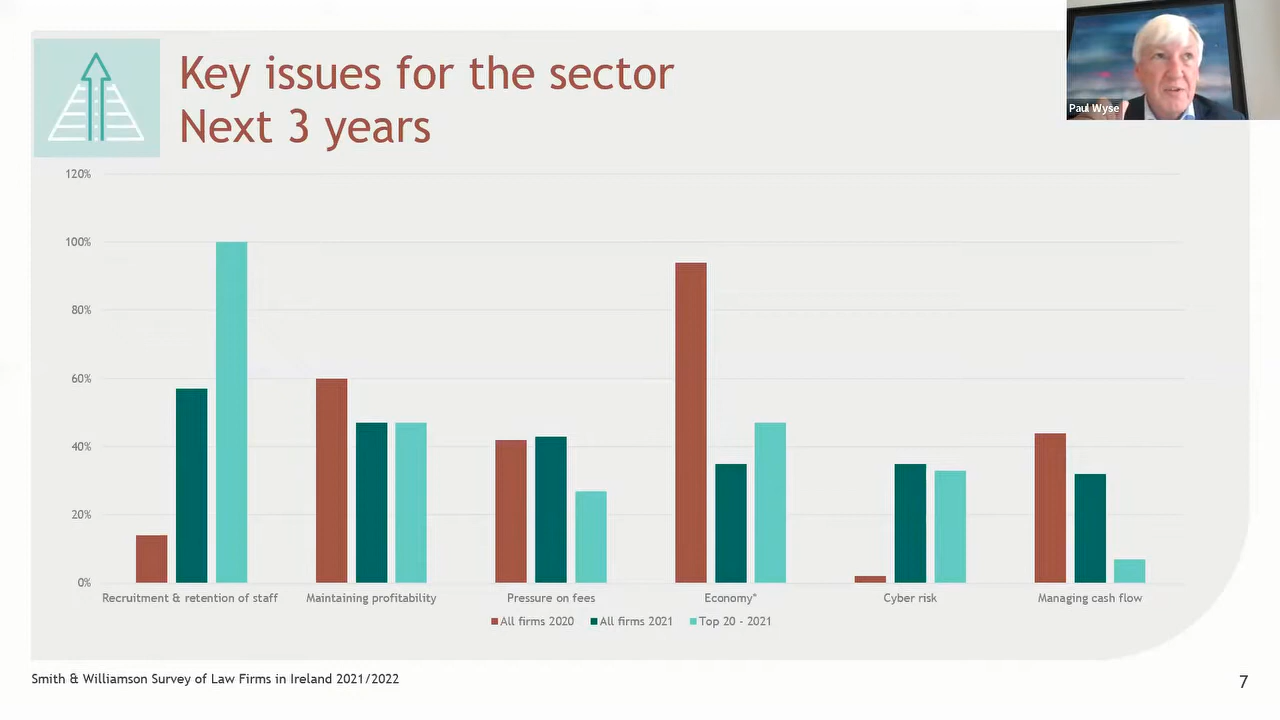 Key issues for the sector
Next 3 years
Paul Wyse
120%
100%
80%
60%
40%
20%
0%
Recruitment & retention of staff
Maintaining profitability
Pressure on fees
Economy*
Cyber risk
Managing cash flow
All firms 2020
All firms 2021
Top 20 - 2021
Smith & Williamson Survey of Law Firms in Ireland 2021/2022
7